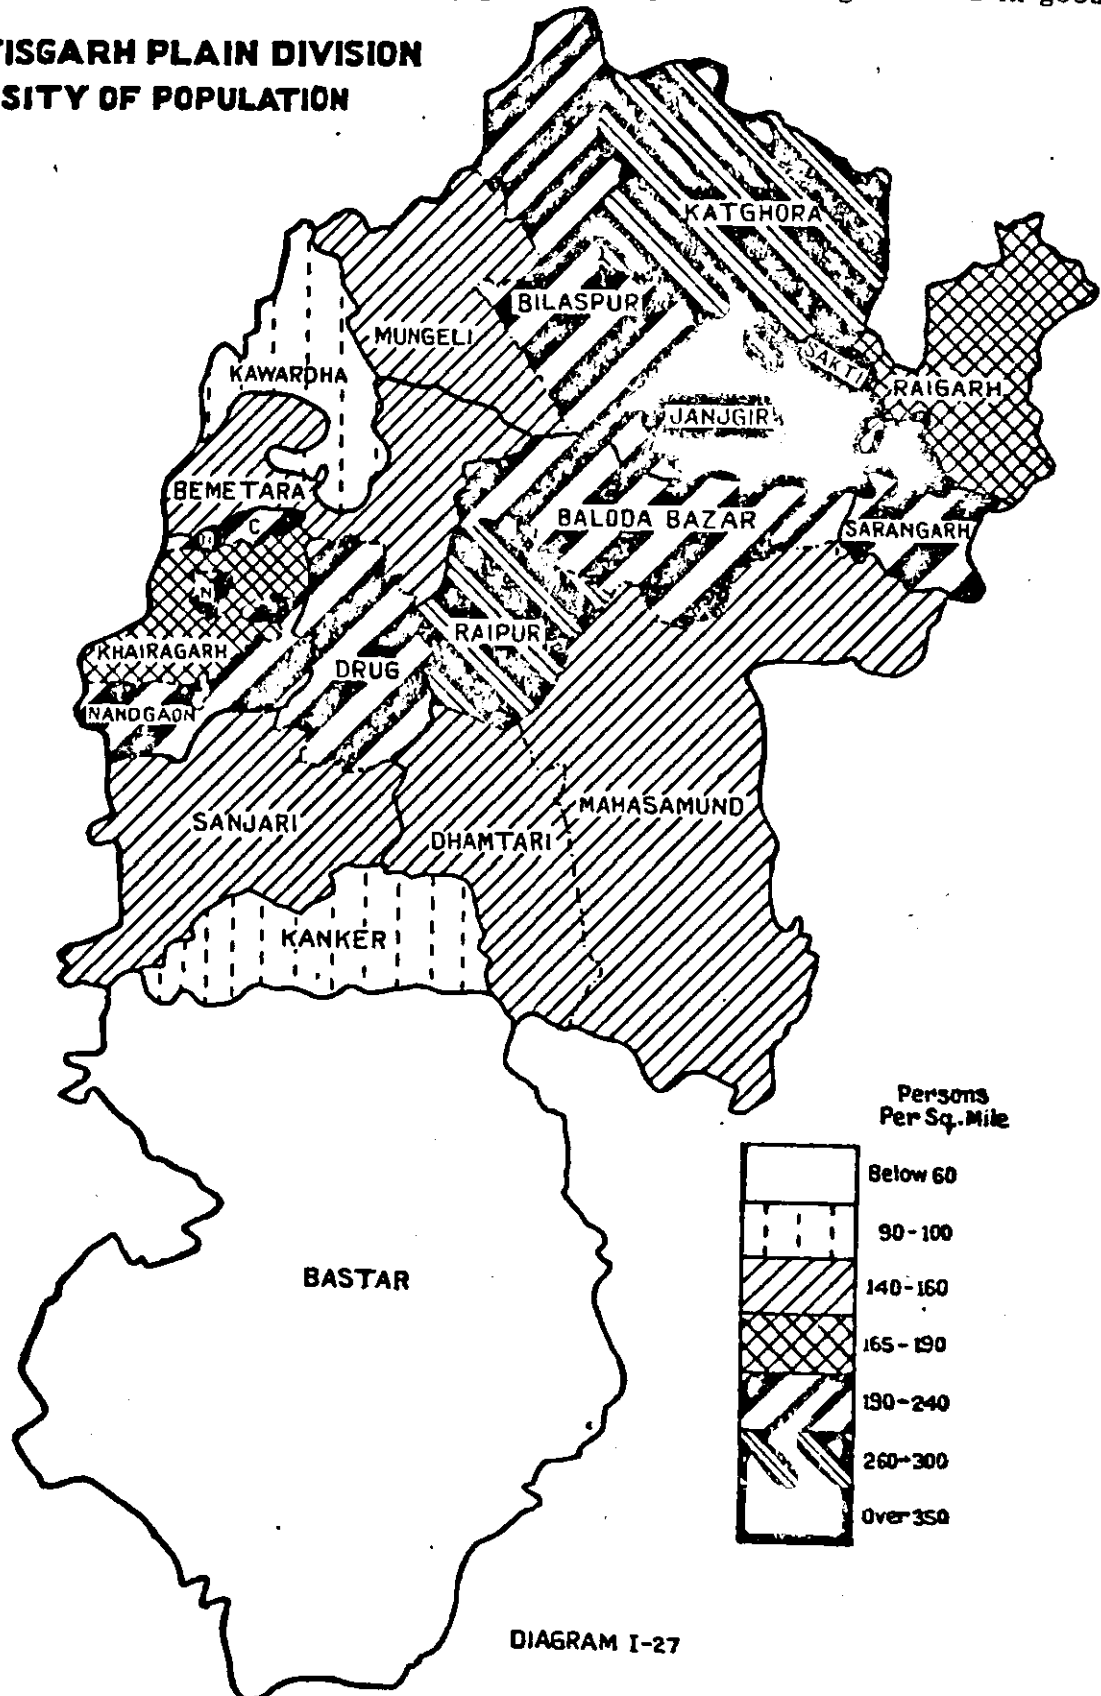 in good
TISGARH PLAIN DIVISION
SITY OF POPULATION
KATGHORA
BILASPUR
MUNGELI
SAKTI
KAWARDHA
RAIGARH
JANJGIR
BEMETARA
C
BALODA BAZAR
SARANGARH
N
RAIPUR
KHAIRAGARH
DRUG
NANDGAON
MAHASAMUND
SANJARI
DHAMTARI
KANKER
Persons
Per Sq. Mile
Below 60
90-100
BASTAR
140-160
165-190
190-240
260-300
Over 350
DIAGRAM I-27